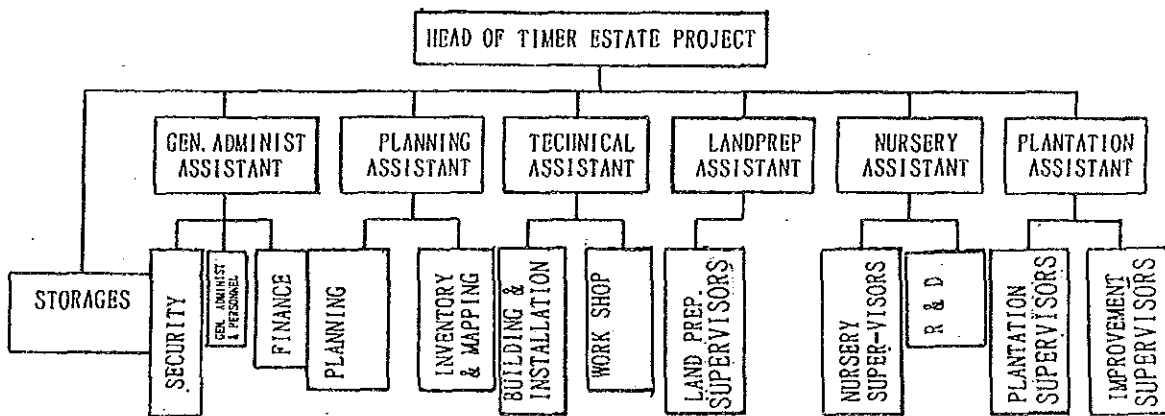 HEAD OF TIMER ESTATE PROJECT
GEN. ADMINIST
ASSISTANT
PLANNING
ASSISTANT
TECHNICAL
ASSISTANT
LANDPREP
ASSISTANT
NURSERY
ASSISTANT
PLANTATION
ASSISTANT
STORAGES
SECURITY
GEN. ADMINIST
& PERSONNEL
FINANCE
PLANNING
INVENTORY
& MAPPING
BUILDING &
INSTALLATION
WORK SHOP
LAND PREP.
SUPERVISORS
NURSERY
SUPER-VISORS
R & D
PLANTATION
SUPERVISORS
IMPROVEMENT
SUPERVISORS